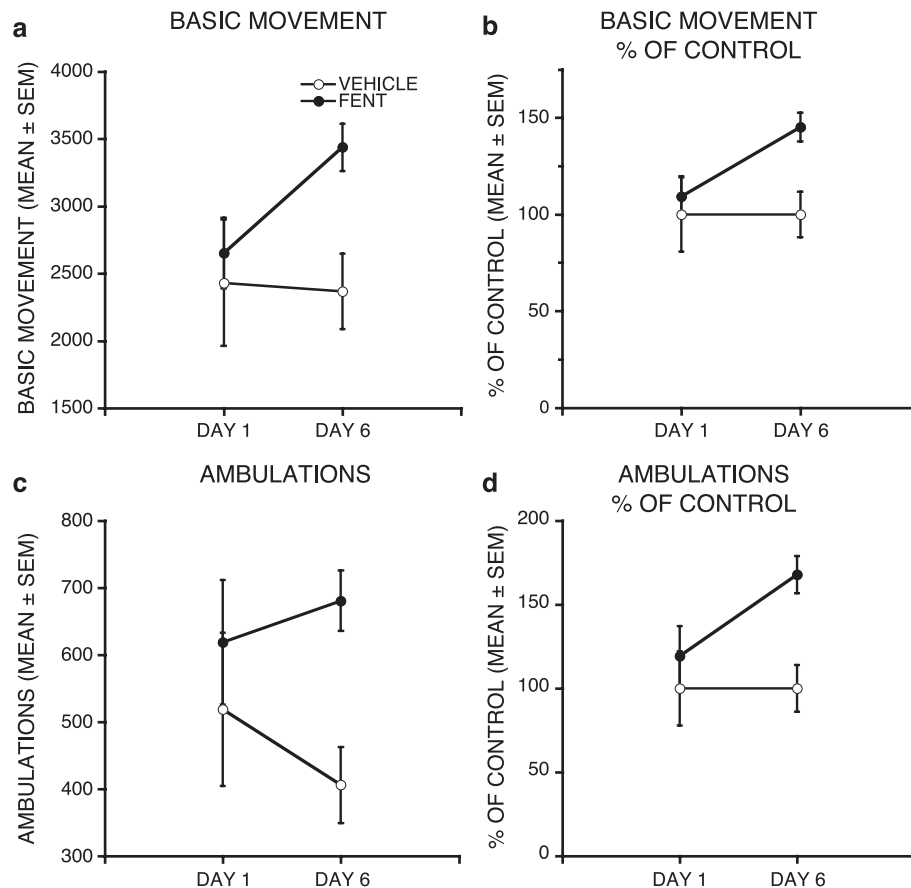 a
BASIC MOVEMENT
4000
3500
3000
2500
2000
1500
BASIC MOVEMENT (MEAN ± SEM)
VEHICLE
FENT
DAY 1 DAY 6
b
BASIC MOVEMENT
% OF CONTROL
150
100
50
0
% OF CONTROL (MEAN ± SEM)
DAY 1 DAY 6
c
AMBULATIONS
800
700
600
500
400
300
AMBULATIONS (MEAN ± SEM)
DAY 1 DAY 6
d
AMBULATIONS
% OF CONTROL
200
150
100
50
0
% OF CONTROL (MEAN ± SEM)
DAY 1 DAY 6